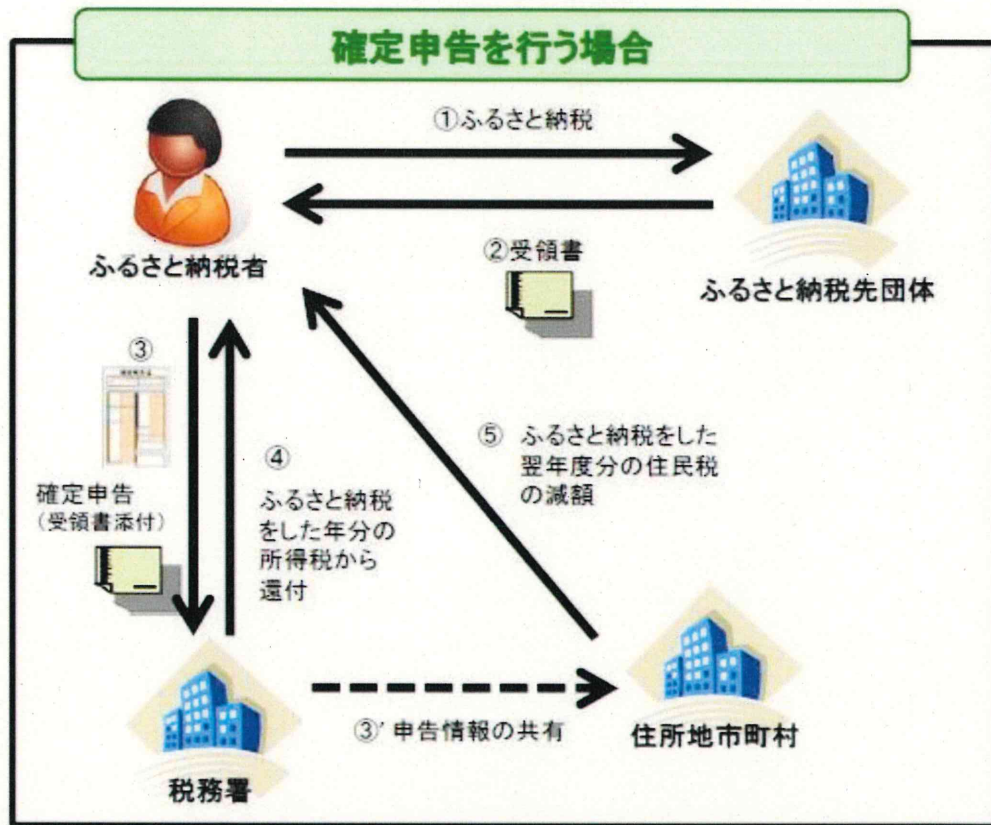 確定申告を行う場合
①ふるさと納税
ふるさと納税者
②受領書
ふるさと納税先団体
③
確定申告
（受領書添付）
④
ふるさと納税
をした年分の
所得税から
還付
⑤ ふるさと納税をした
翌年度分の住民税
の減額
税務署
③’申告情報の共有
住所地市町村